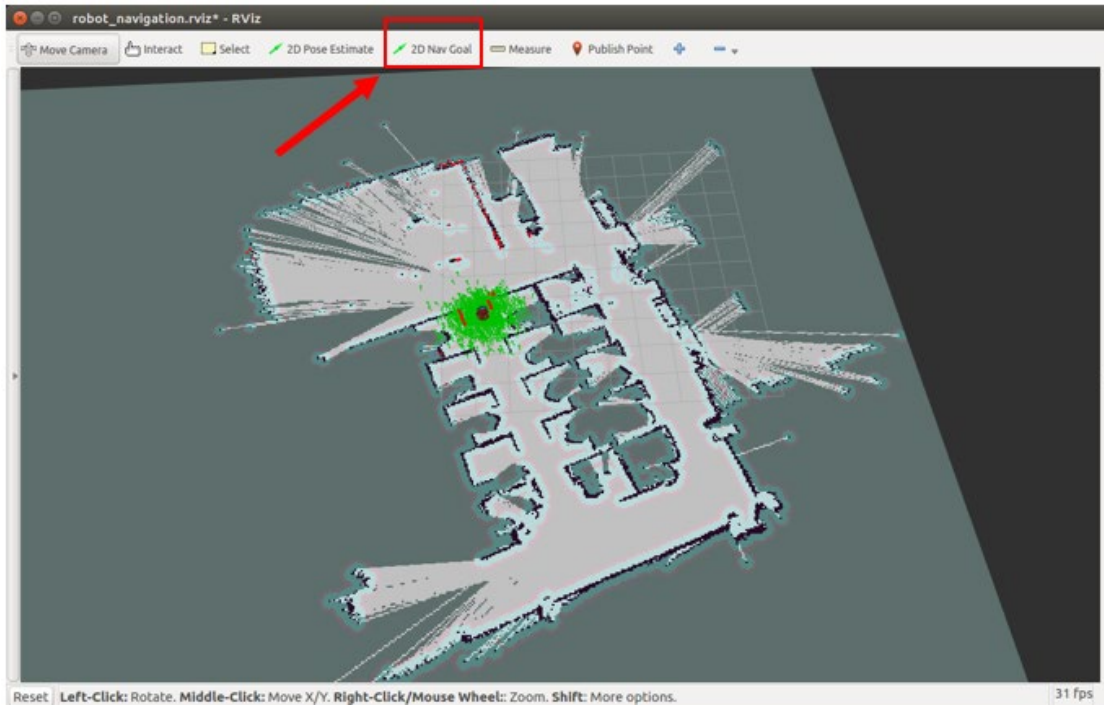 robot_navigation.rviz* - RViz
Move Camera Interact Select 2D Pose Estimate 2D Nav Goal Measure Publish Point
Reset Left-Click: Rotate. Middle-Click: Move X/Y. Right-Click/Mouse Wheel:: Zoom. Shift: More options. 31 fps